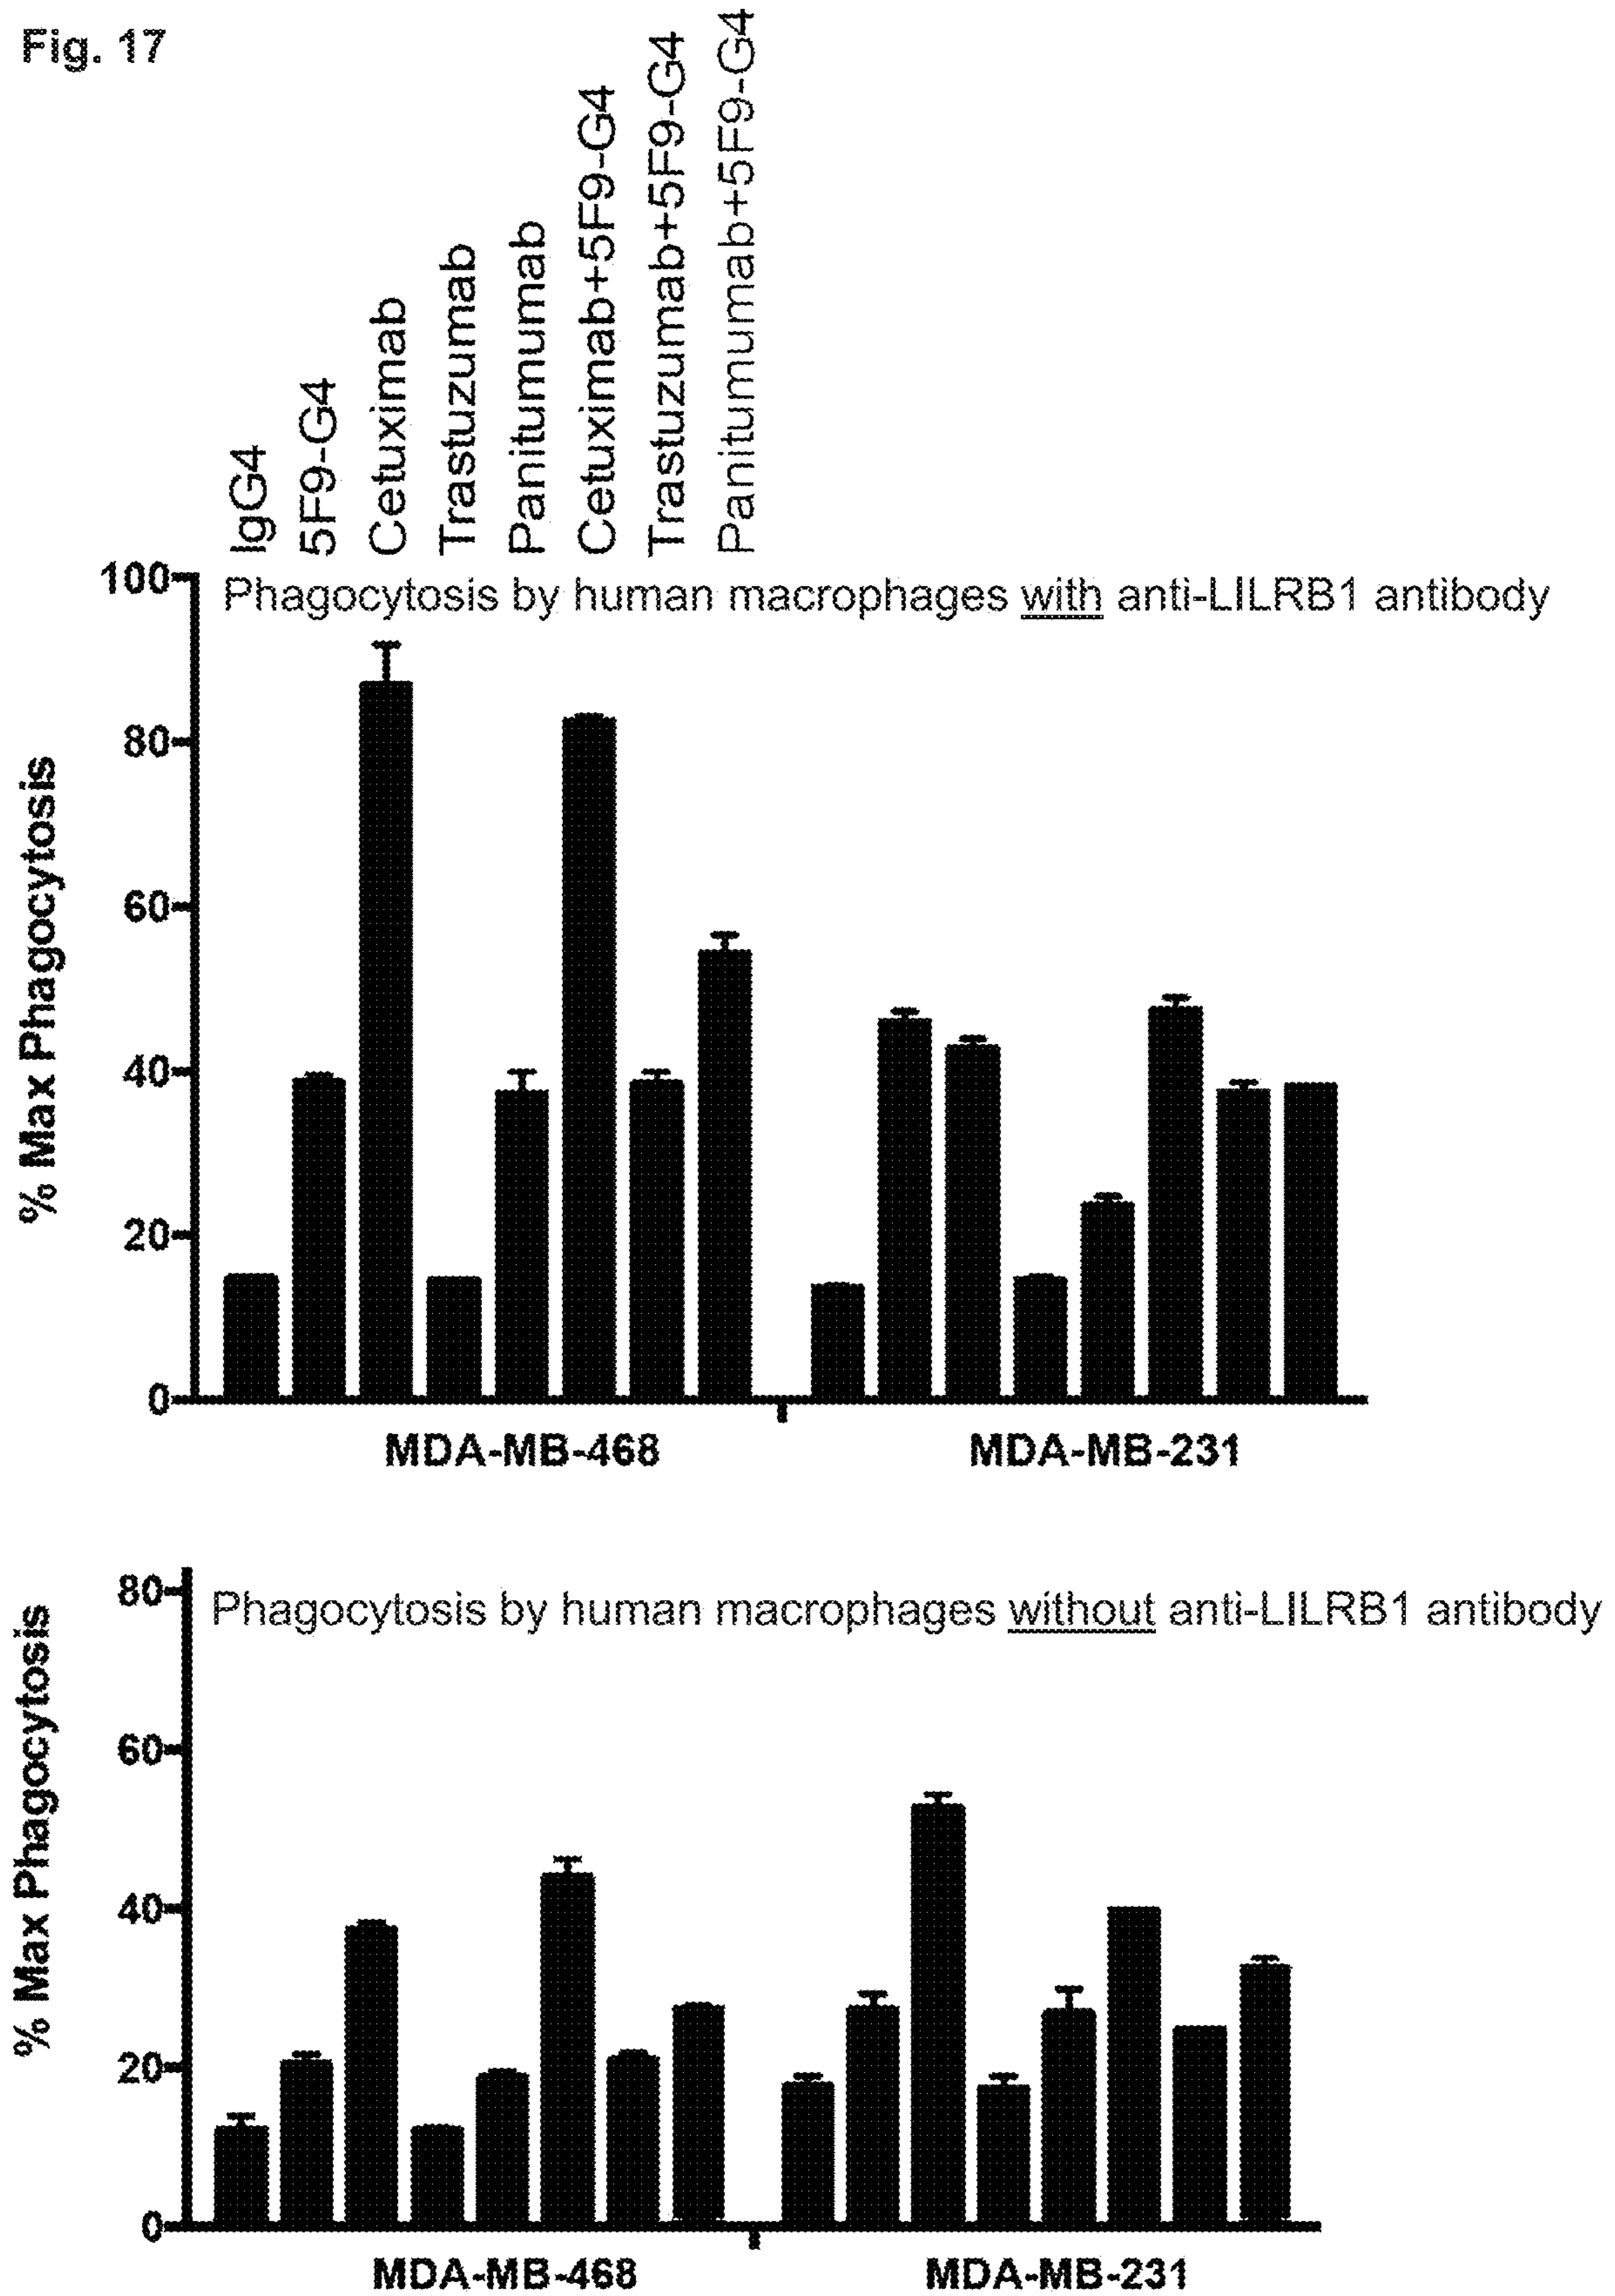 Fig. 17
IgG4
5F9-G4
Cetuximab
Trastuzumab
Panitumumab
Cetuximab+5F9-G4
Trastuzumab+5F9-G4
Panitumumab+5F9-G4
Phagocytosis by human macrophages with anti-LILRB1 antibody
% Max Phagocytosis
100
80
60
40
20
0
MDA-MB-468
MDA-MB-231
Phagocytosis by human macrophages without anti-LILRB1 antibody
% Max Phagocytosis
80
60
40
20
0
MDA-MB-468
MDA-MB-231